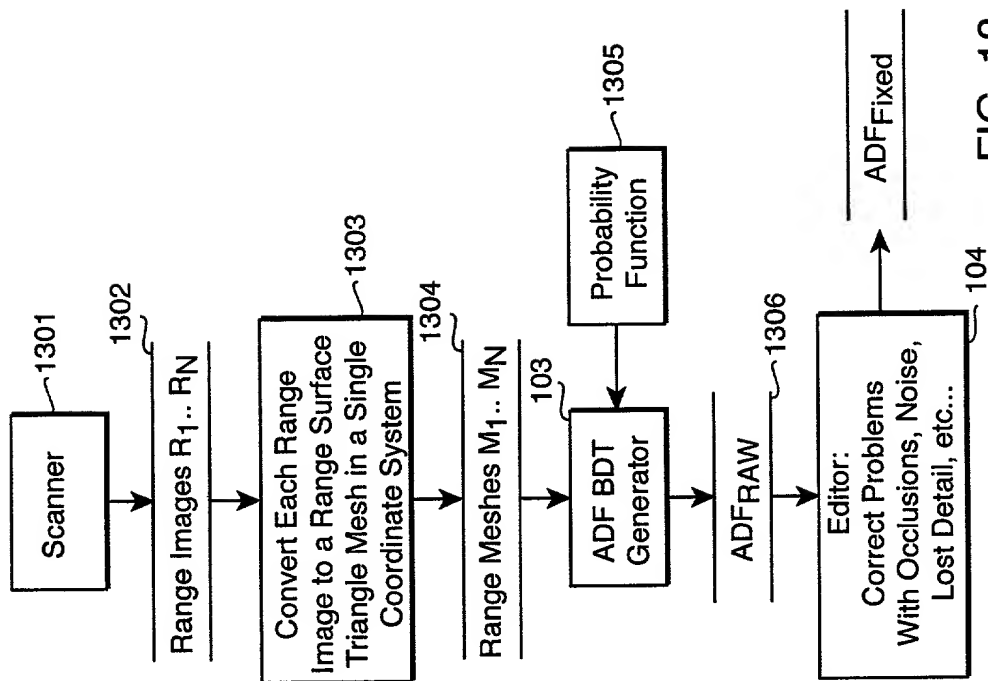 1301
Scanner
1302
Range Images R1.. RN
1303
Convert Each Range
Image to a Range Surface
Triangle Mesh in a Single
Coordinate System
1304
Range Meshes M1.. MN
1305
Probability
Function
103
ADF BDT
Generator
1306
ADFRAW
Editor:
Correct Problems
With Occlusions, Noise,
Lost Detail, etc...
104
ADFFixed